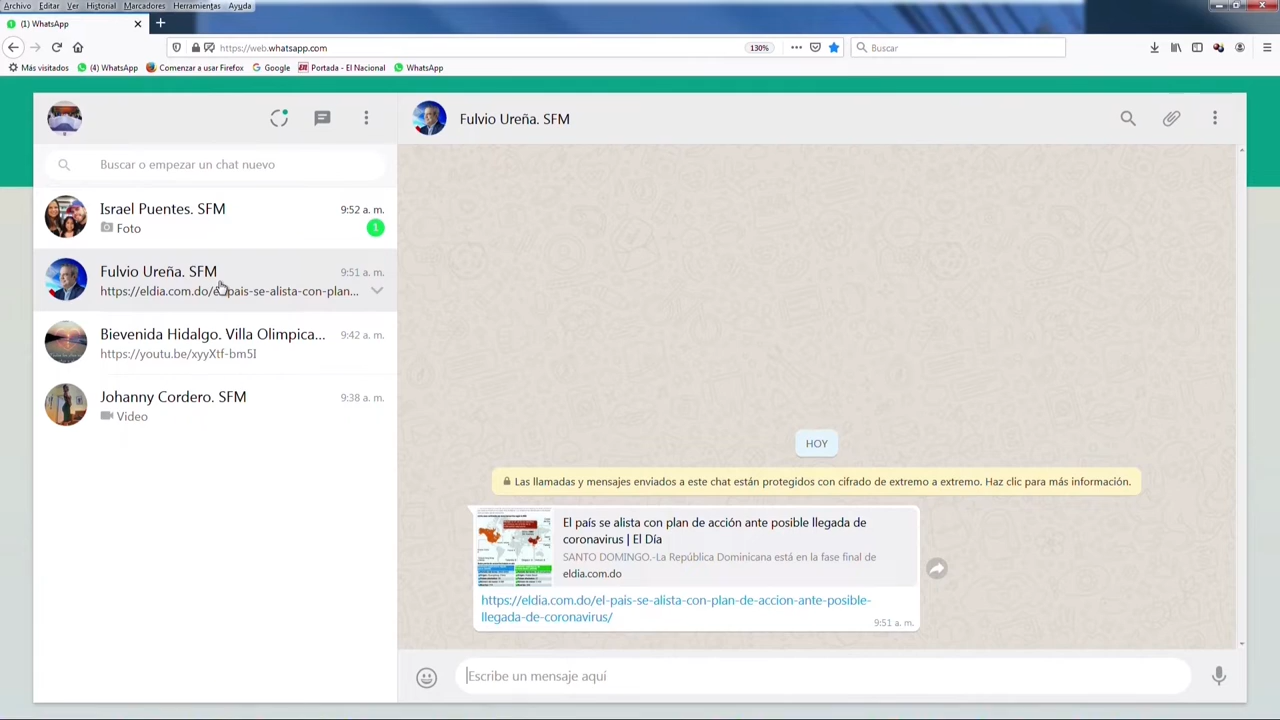 Archivo Editar Ver Historial Marcadores Herramientas Ayuda
(1) WhatsApp
https://web.whatsapp.com
130%
Buscar
Más visitados (4) WhatsApp Comenzar a usar Firefox Google Portada - El Nacional WhatsApp
Fulvio Ureña. SFM
Buscar o empezar un chat nuevo
Israel Puentes. SFM 9:52 a. m.
Foto 1
Fulvio Ureña. SFM 9:51 a. m.
https://eldia.com.do/el-pais-se-alista-con-plan...
Bievenida Hidalgo. Villa Olimpica... 9:42 a. m.
https://youtu.be/xyyXtf-bm5I
Johanny Cordero. SFM 9:38 a. m.
Video
HOY
Las llamadas y mensajes enviados a este chat están protegidos con cifrado de extremo a extremo. Haz clic para más información.
El país se alista con plan de acción ante posible llegada de
coronavirus | El Día
SANTO DOMINGO.-La República Dominicana está en la fase final de
eldia.com.do
https://eldia.com.do/el-pais-se-alista-con-plan-de-accion-ante-posible-
llegada-de-coronavirus/
9:51 a. m.
Escribe un mensaje aquí